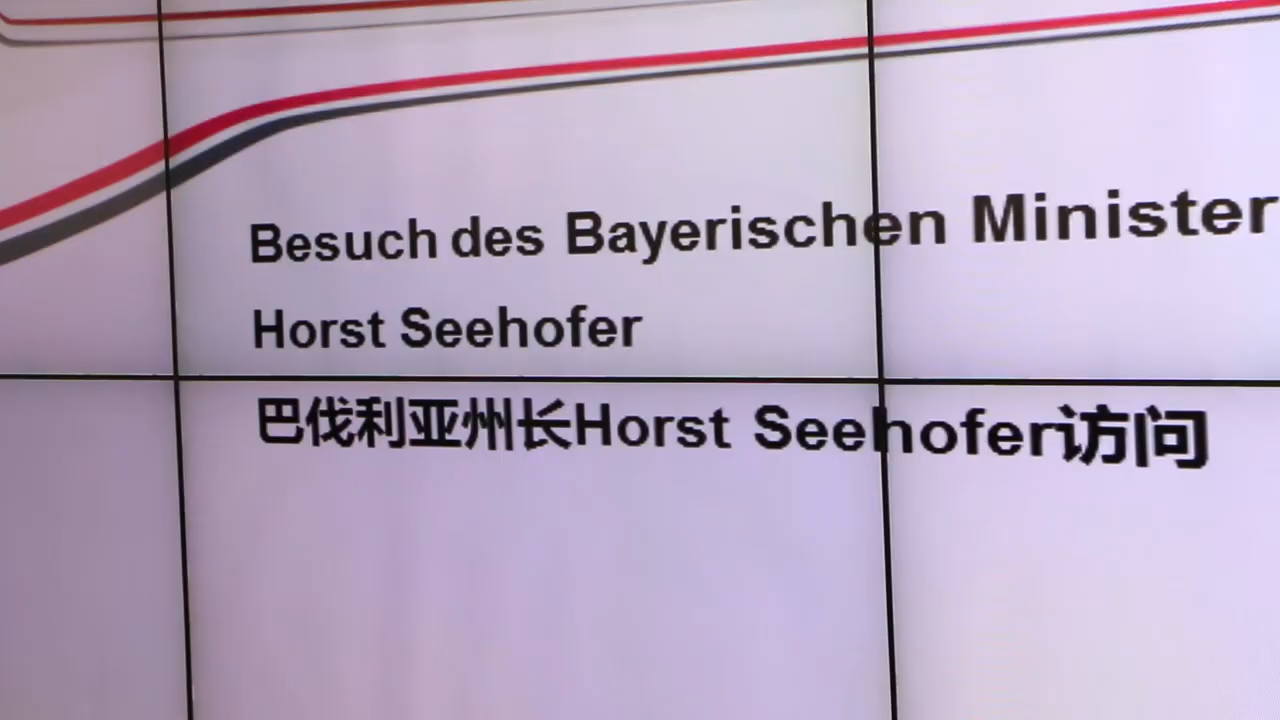 Besuch des Bayerischen Minister
Horst Seehofer
巴伐利亚州长Horst Seehofer访问